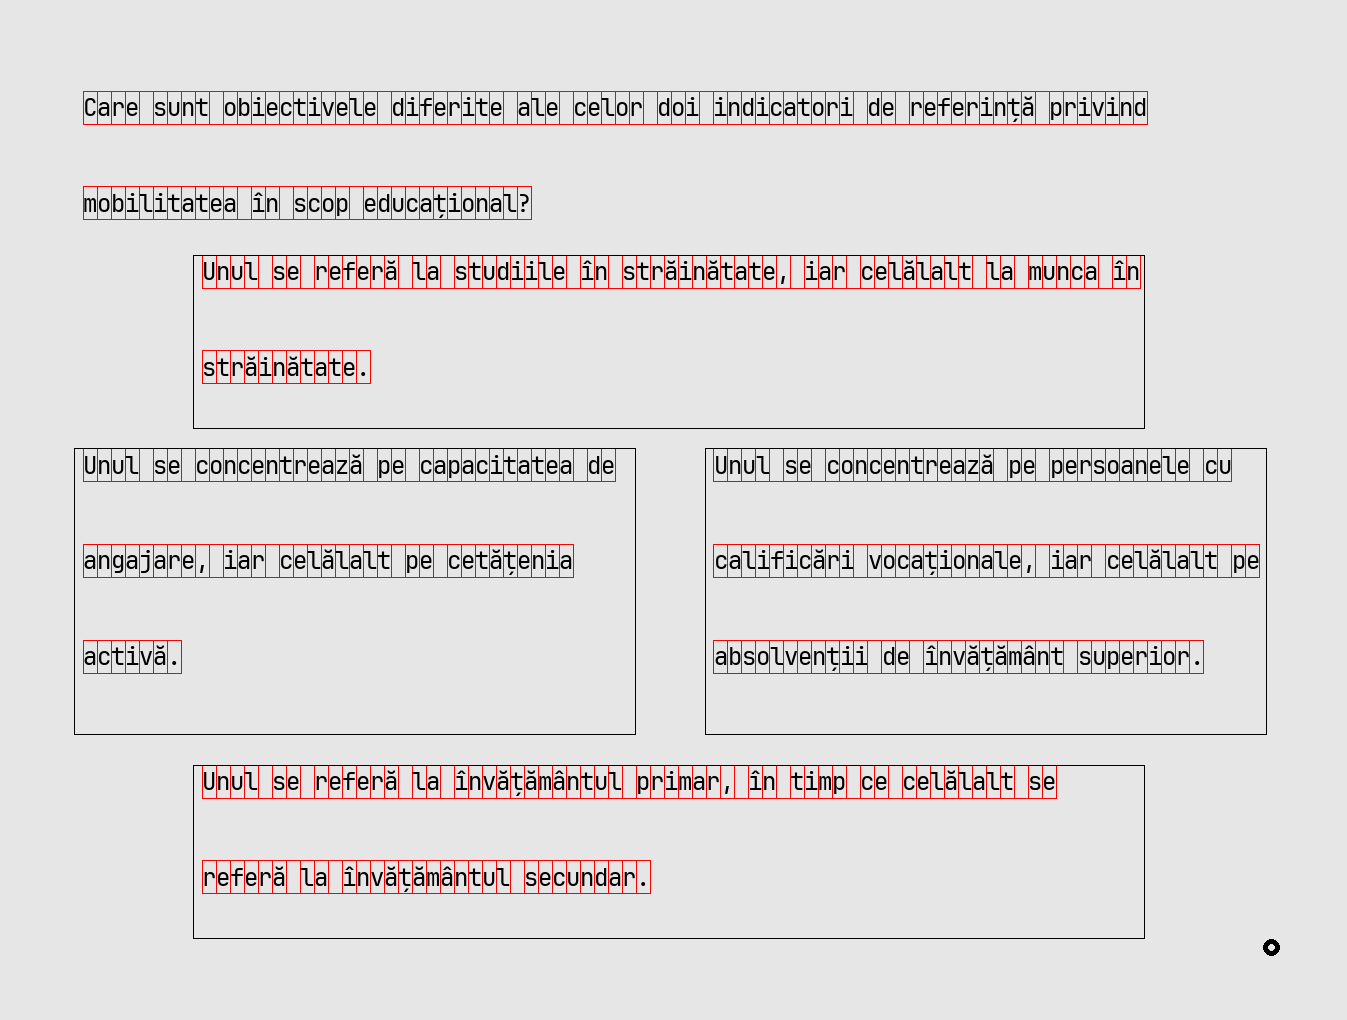 Care sunt obiectivele diferite ale celor doi indicatori de referință privind
mobilitatea în scop educațional?
Unul se referă la studiile în străinătate, iar celălalt la munca în
străinătate.
Unul se concentrează pe capacitatea de
angajare, iar celălalt pe cetățenia
activă.
Unul se concentrează pe persoanele cu
calificări vocaționale, iar celălalt pe
absolvenții de învățământ superior.
Unul se referă la învățământul primar, în timp ce celălalt se
referă la învățământul secundar.